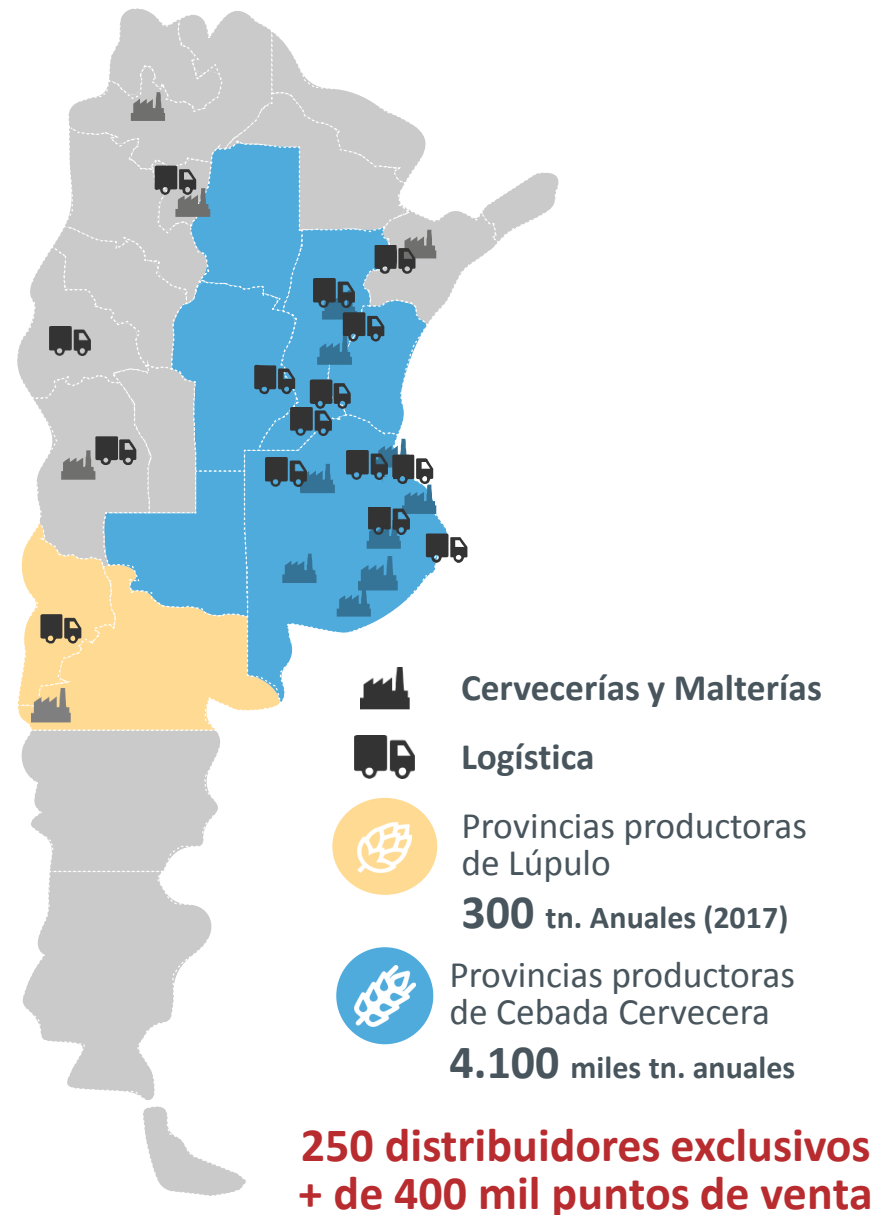 Cervecerías y Malterías
Logística
Provincias productoras
de Lúpulo
300 tn. Anuales (2017)
Provincias productoras
de Cebada Cervecera
4.100 miles tn. anuales
250 distribuidores exclusivos
+ de 400 mil puntos de venta